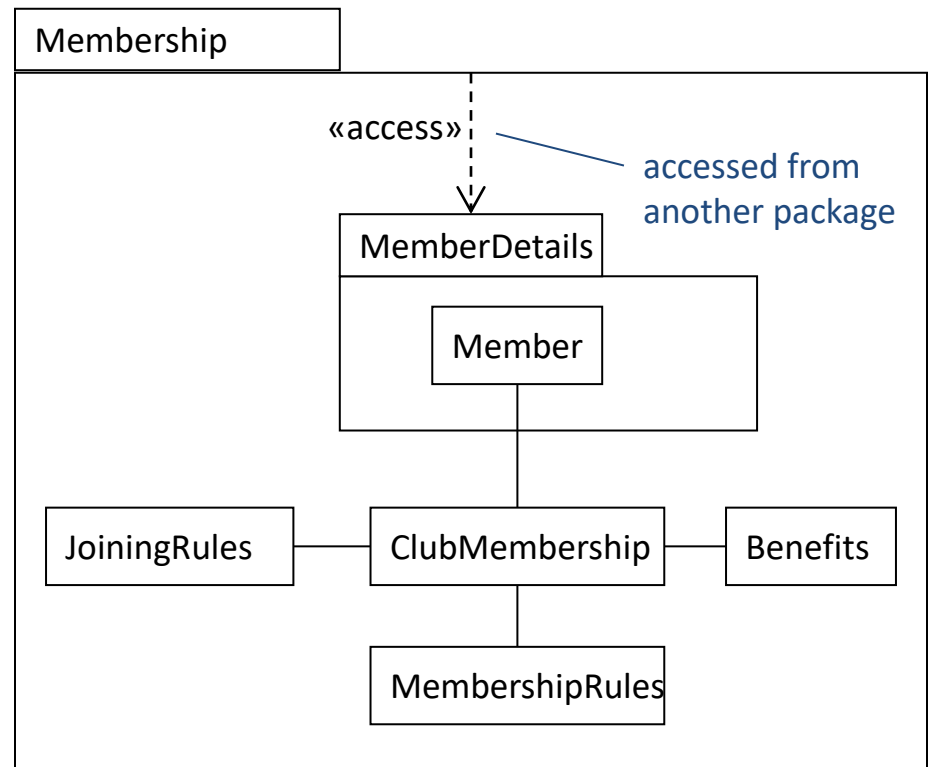 Membership
«access»
accessed from
another package
MemberDetails
Member
JoiningRules
ClubMembership
Benefits
MembershipRules